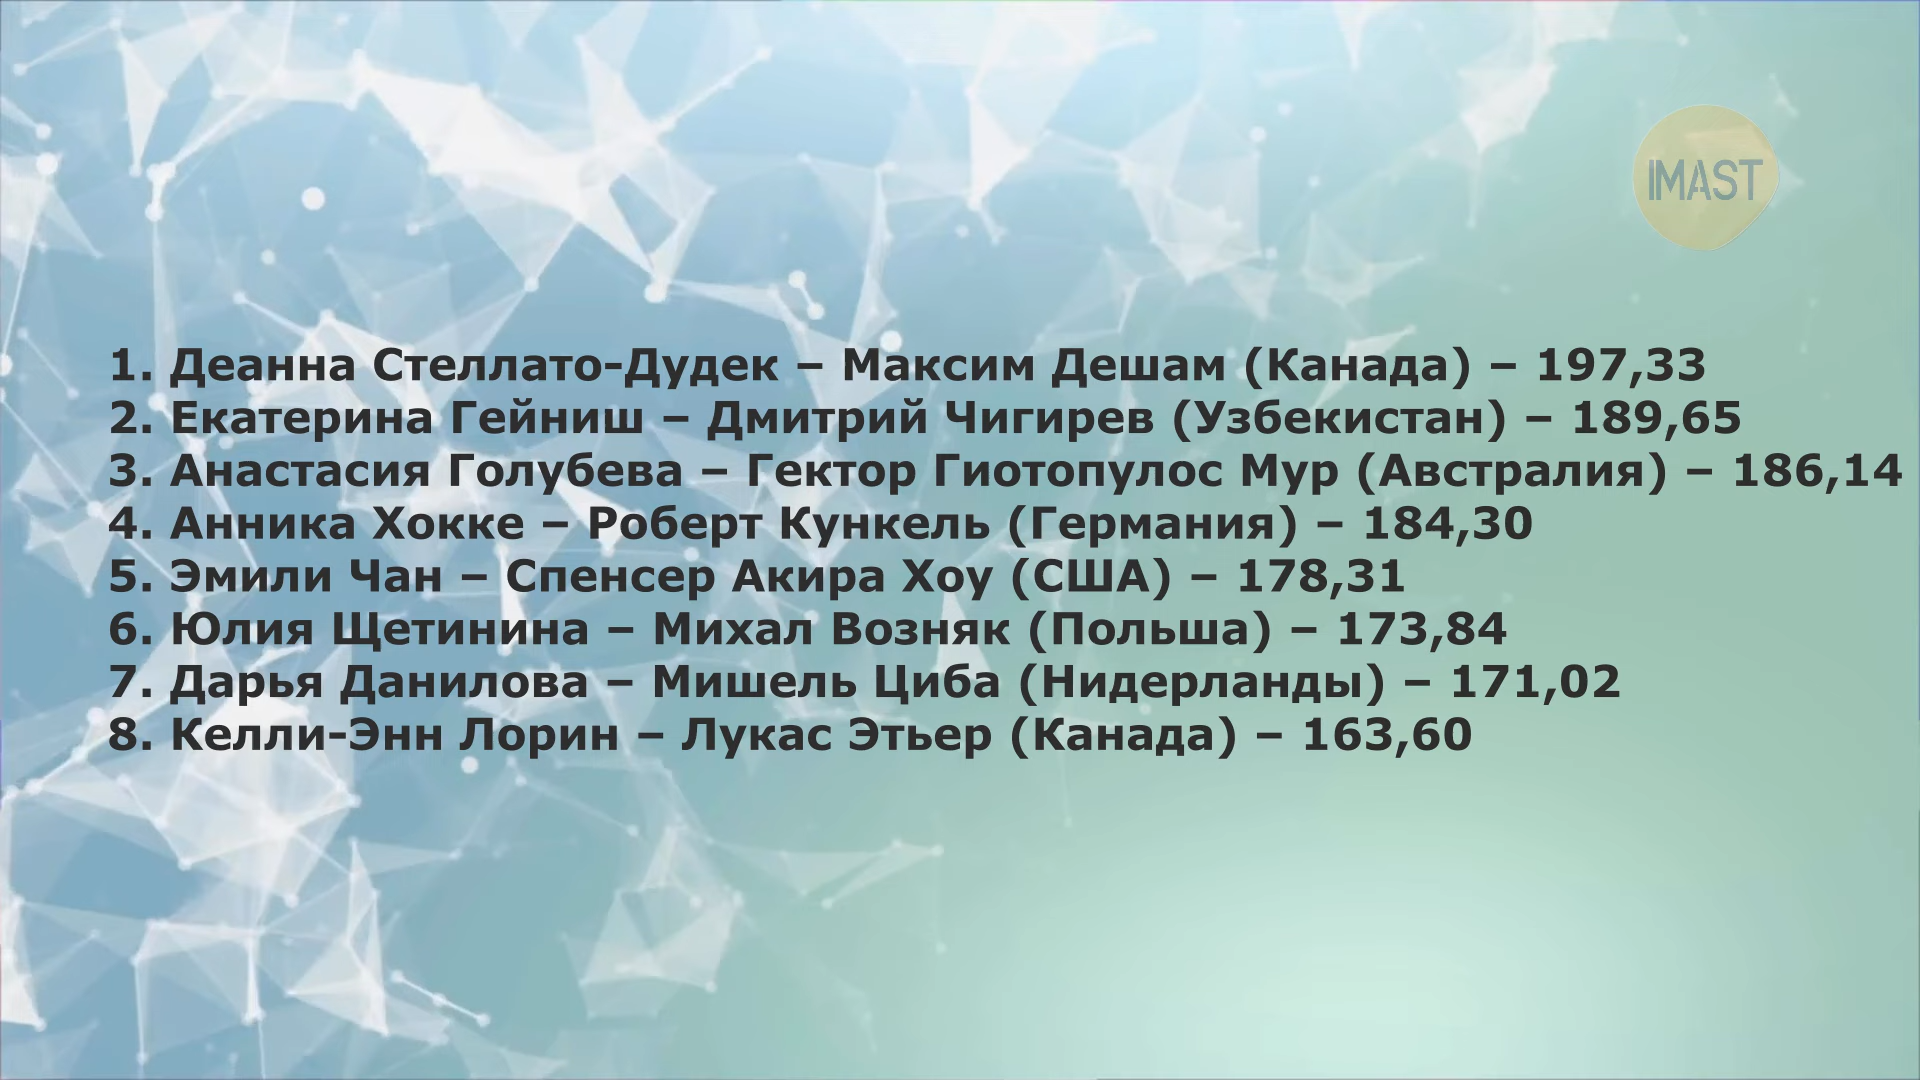 IMAST
1. Деанна Стеллато-Дудек – Максим Дешам (Канада) – 197,33
2. Екатерина Гейниш – Дмитрий Чигирев (Узбекистан) – 189,65
3. Анастасия Голубева – Гектор Гиотопулос Мур (Австралия) – 186,14
4. Анника Хокке – Роберт Кункель (Германия) – 184,30
5. Эмили Чан – Спенсер Акира Хоу (США) – 178,31
6. Юлия Щетинина – Михал Возняк (Польша) – 173,84
7. Дарья Данилова – Мишель Циба (Нидерланды) – 171,02
8. Келли-Энн Лорин – Лукас Этьер (Канада) – 163,60